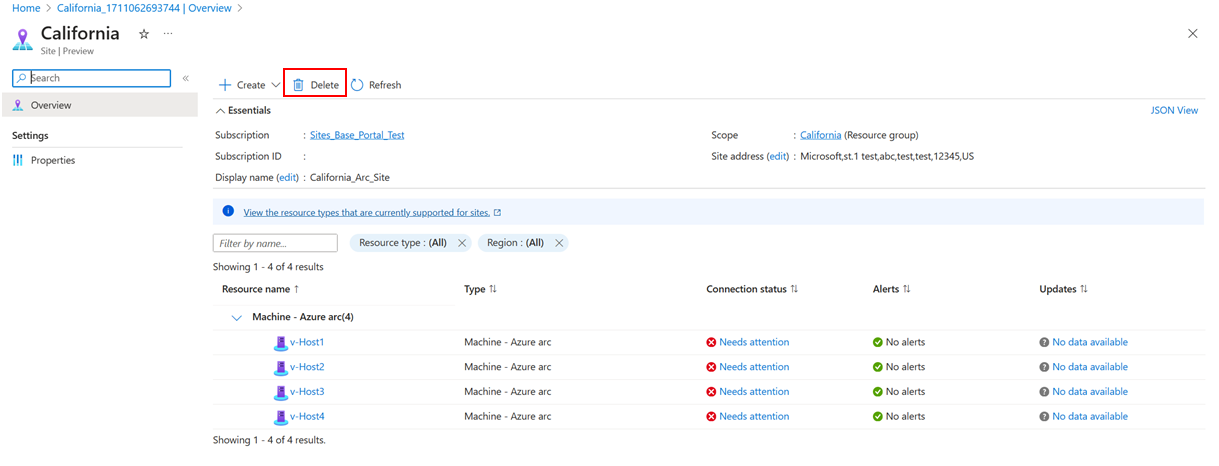 Home > California_1711062693744 | Overview >
California ☆ ...
Site | Preview
Search «
Overview
Settings
Properties
Create Delete Refresh
Essentials JSON View
Subscription : Sites_Base_Portal_Test Scope : California (Resource group)
Subscription ID : Site address (edit) : Microsoft,st.1 test,abc,test,test,12345,US
Display name (edit) : California_Arc_Site
View the resource types that are currently supported for sites.
Filter by name... Resource type : (All) Region : (All)
Showing 1 - 4 of 4 results
Resource name ↑ Type ↑↓ Connection status ↑↓ Alerts ↑↓ Updates ↑↓
Machine - Azure arc(4)
v-Host1 Machine - Azure arc Needs attention No alerts No data available
v-Host2 Machine - Azure arc Needs attention No alerts No data available
v-Host3 Machine - Azure arc Needs attention No alerts No data available
v-Host4 Machine - Azure arc Needs attention No alerts No data available
Showing 1 - 4 of 4 results.